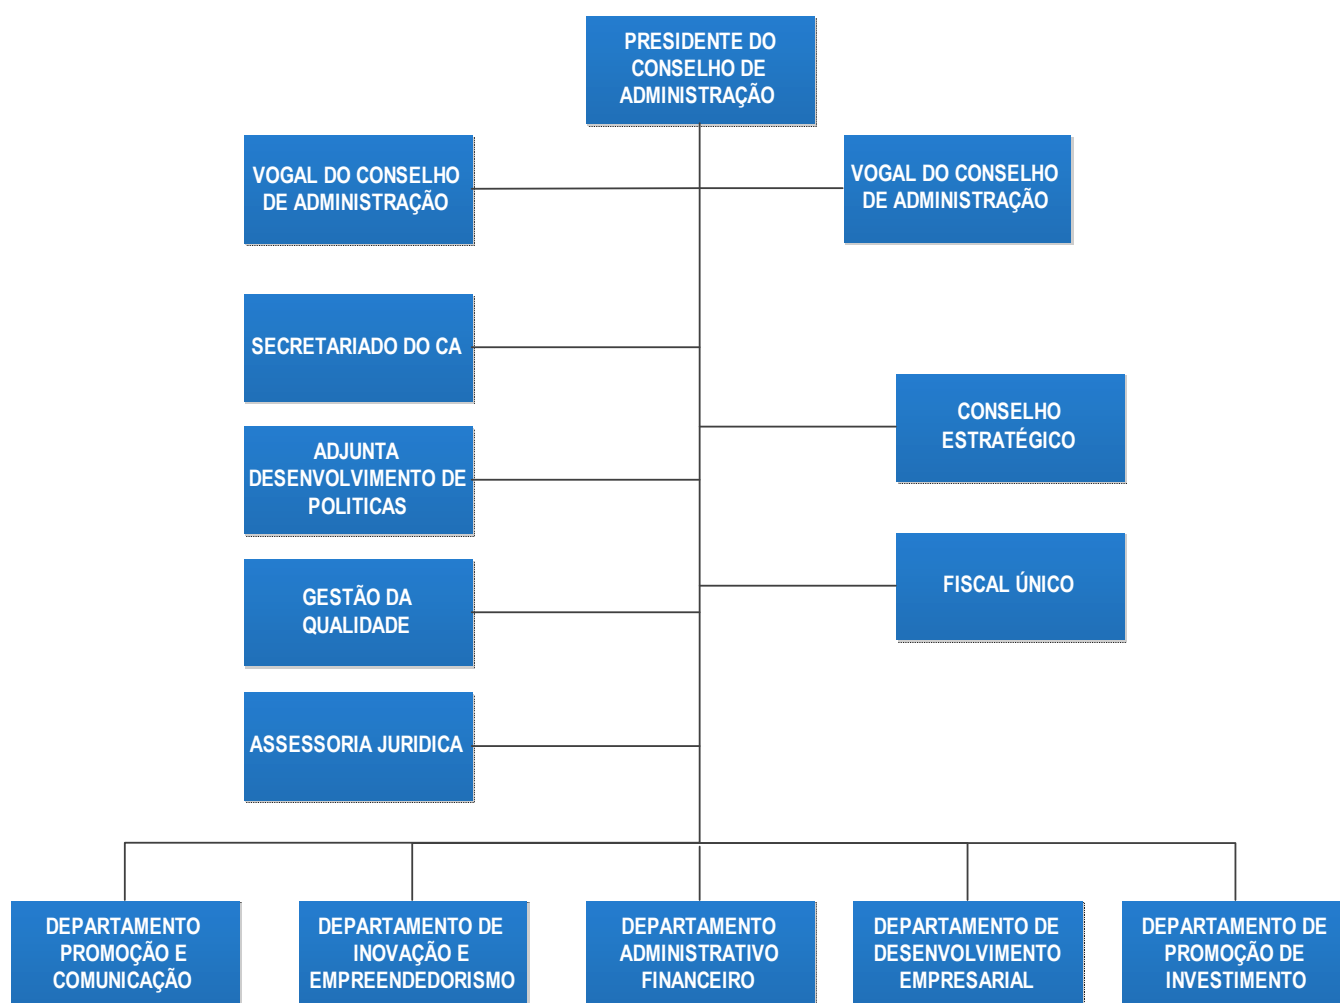 PRESIDENTE DO
CONSELHO DE
ADMINISTRAÇÃO
VOGAL DO CONSELHO
DE ADMINISTRAÇÃO
VOGAL DO CONSELHO
DE ADMINISTRAÇÃO
SECRETARIADO DO CA
CONSELHO
ESTRATÉGICO
ADJUNTA
DESENVOLVIMENTO DE
POLITICAS
FISCAL ÚNICO
GESTÃO DA
QUALIDADE
ASSESSORIA JURIDICA
DEPARTAMENTO
PROMOÇÃO E
COMUNICAÇÃO
DEPARTAMENTO DE
INOVAÇÃO E
EMPREENDEDORISMO
DEPARTAMENTO
ADMINISTRATIVO
FINANCEIRO
DEPARTAMENTO DE
DESENVOLVIMENTO
EMPRESARIAL
DEPARTAMENTO DE
PROMOÇÃO DE
INVESTIMENTO